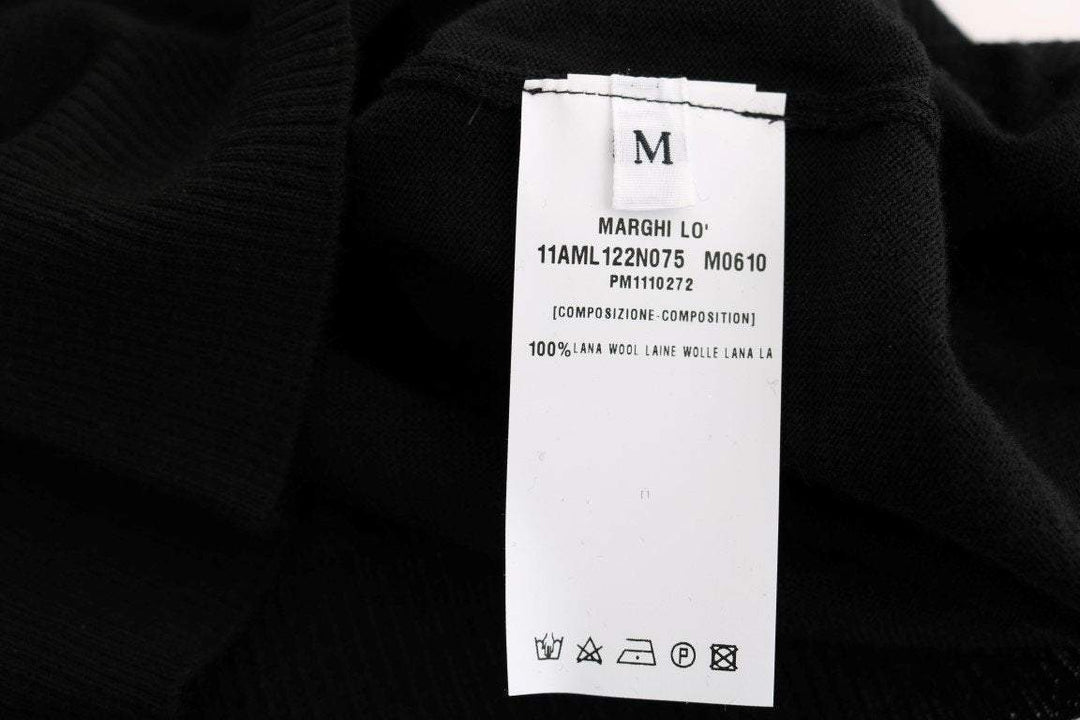 M
MARGHI LO'
11AML122N075 M0610
PM1110272
[COMPOSIZIONE-COMPOSITION]
100% LANA WOOL LAINE WOLLE LANA LA
P